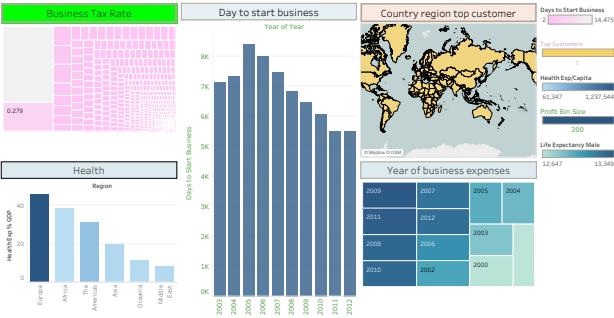 Business Tax Rate
0.279
Health
Region
Health Exp % GDP
40
20
0
Europe
Africa
The Americas
Asia
Oceania
Middle East
Day to start business
Year of Year
Days to Start Business
8K
7K
6K
5K
4K
3K
2K
1K
0K
2003
2004
2005
2006
2007
2008
2009
2010
2011
2012
Country region top customer
© Mapbox © OSM
Year of business expenses
2009
2007
2005
2004
2011
2012
2003
2008
2006
2010
2002
2000
Days to Start Business
2
14,475
Top Customers
5
Health Exp/Capita
61,347
1,237,544
Profit Bin Size
200
Life Expectancy Male
12,647
13,349